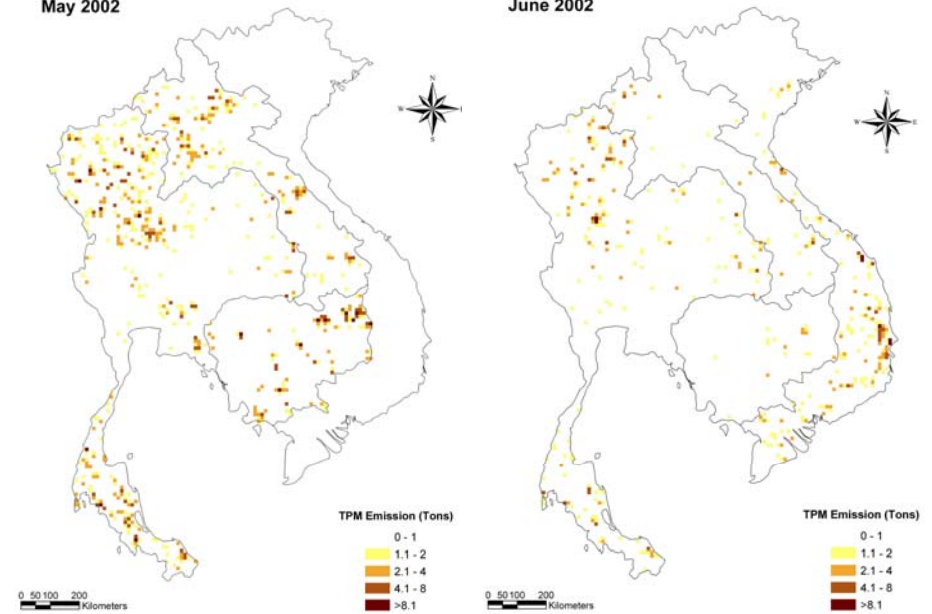 May 2002
N
W
S
TPM Emission (Tons)
0 - 1
1.1 - 2
2.1 - 4
4.1 - 8
>8.1
0 50 100 200
Kilometers
June 2002
N
W E
S
TPM Emission (Tons)
0 - 1
1.1 - 2
2.1 - 4
4.1 - 8
>8.1
0 50 100 200
Kilometers